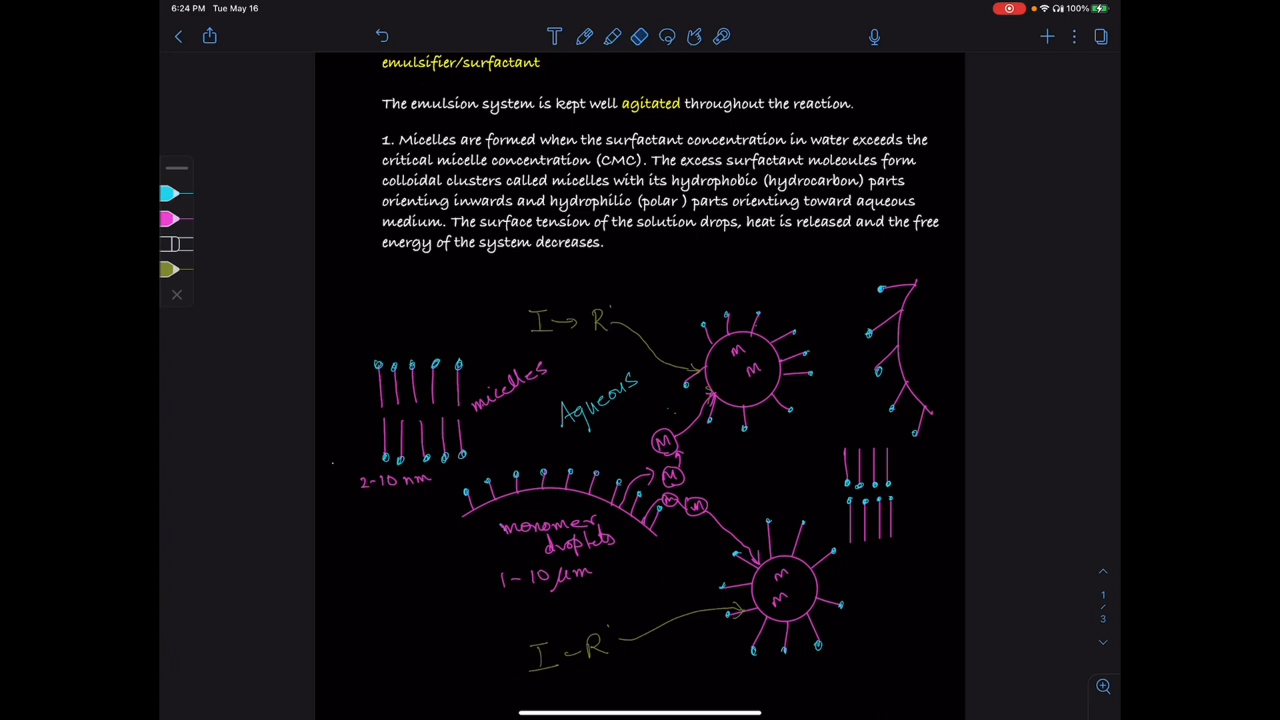 6:24 PM Tue May 16
100%
emulsifier/surfactant
The emulsion system is kept well agitated throughout the reaction.
1. Micelles are formed when the surfactant concentration in water exceeds the
critical micelle concentration (CMC). The excess surfactant molecules form
colloidal clusters called micelles with its hydrophobic (hydrocarbon) parts
orienting inwards and hydrophilic (polar ) parts orienting toward aqueous
medium. The surface tension of the solution drops, heat is released and the free
energy of the system decreases.
I → R˙
M
M
micelles
Aqueous
M
2-10 nm
M
M
M
monomer
droplets
1 - 10 μm
M
M
I - R˙
1
/
3